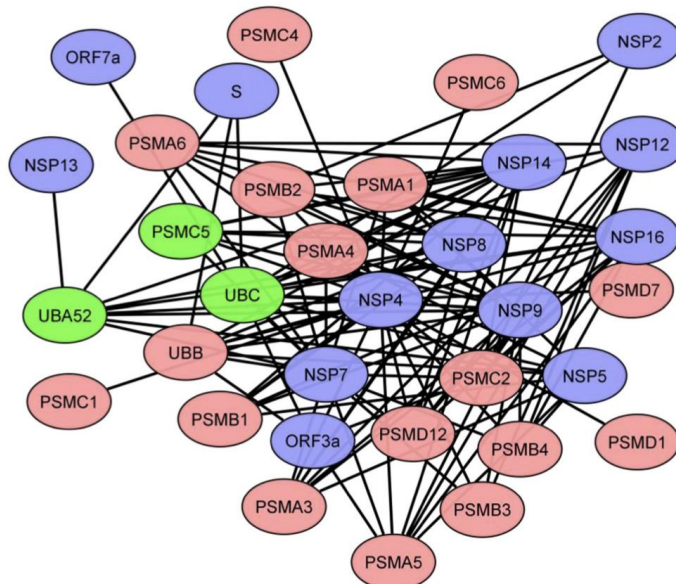 PSMC4
NSP2
ORF7a
PSMC6
S
PSMA6
NSP12
NSP14
NSP13
PSMB2
PSMA1
PSMC5
NSP8
NSP16
PSMA4
PSMD7
UBC
NSP4
NSP9
UBA52
UBB
NSP7
PSMC2
NSP5
PSMC1
PSMB1
ORF3a
PSMD12
PSMB4
PSMD1
PSMA3
PSMB3
PSMA5